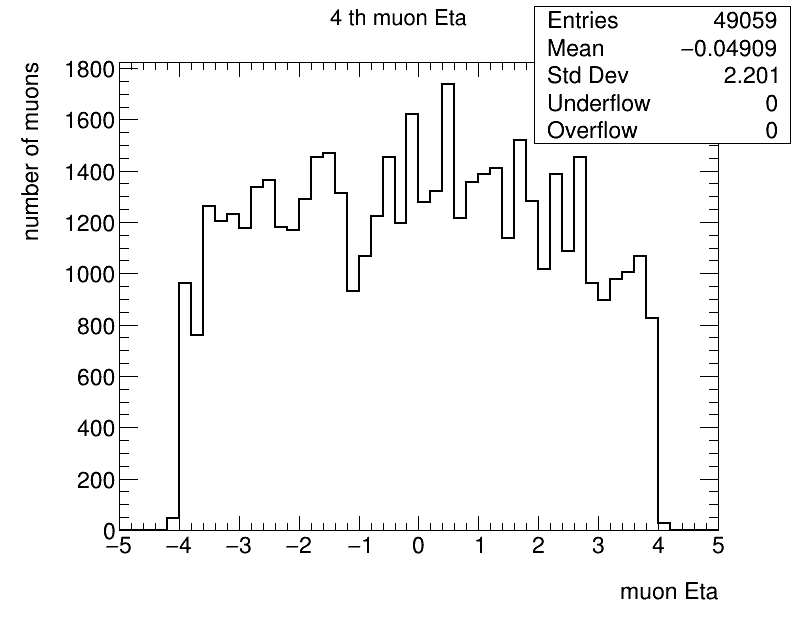 4 th muon Eta
Entries 49059
Mean −0.04909
Std Dev 2.201
Underflow 0
Overflow 0
number of muons
1800
1600
1400
1200
1000
800
600
400
200
0
−5 −4 −3 −2 −1 0 1 2 3 4 5
muon Eta